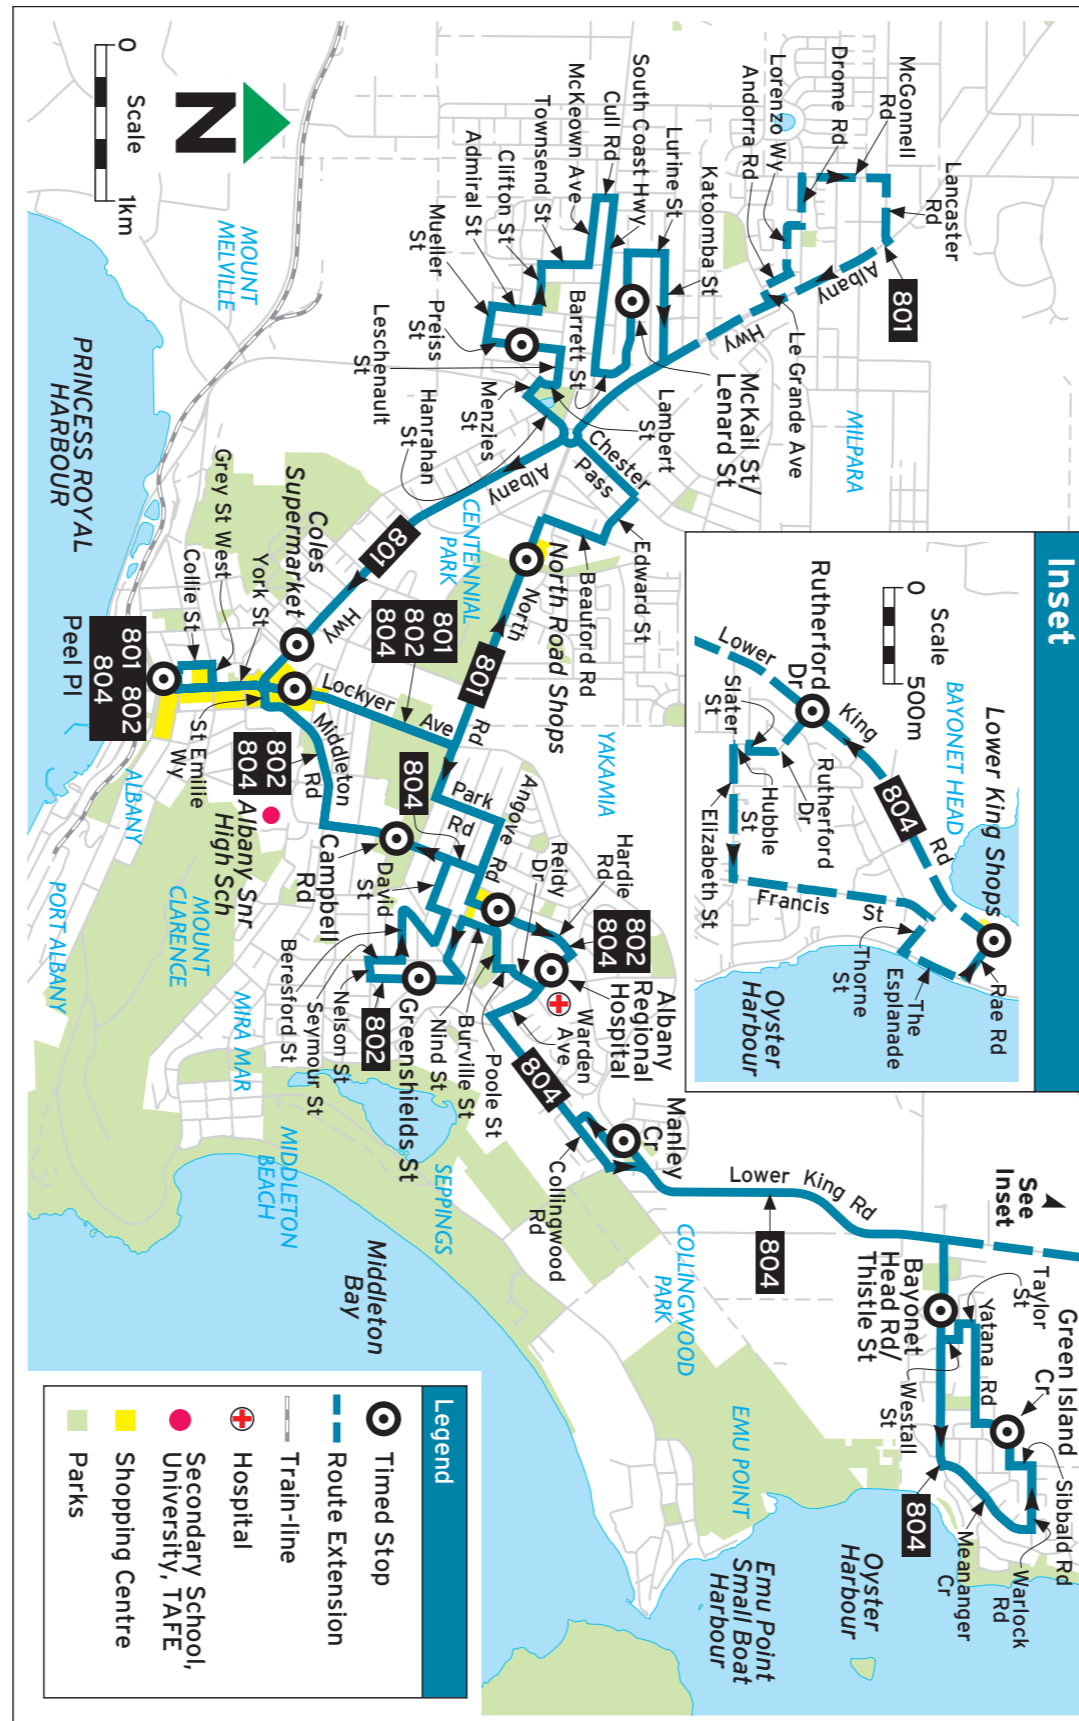 Inset
Scale
0
500m
BAYONET HEAD
Lower King Shops
Rae Rd
Rutherford
Dr
Lower
King
Rd
804
Slater
St
Rutherford
Dr
Hubble
St
Elizabeth St
Francis
St
Thorne
St
The
Esplanade
Oyster
Harbour
0
Scale
1km
N
McGonnell
Rd
Lancaster
Rd
Drome Rd
Lorenzo Wy
Andorra Rd
801
Albany
Hwy
Le Grande Ave
Katoomba St
Lurine St
South Coast Hwy
Cull Rd
McKeown Ave
Townsend St
Clifton St
Admiral St
Mueller
St
Preiss
St
Leschenault
St
Barrett St
Menzies
St
Hanrahan
St
McKail St/
Lenard St
Lambert
St
MILPARA
Chester
Pass
Edward St
Beauford Rd
North Road Shops
North
Rd
801
Albany
Hwy
801
CENTENNIAL
PARK
801
802
804
MOUNT
MELVILLE
PRINCESS ROYAL
HARBOUR
Coles
Supermarket
Grey St West
Collie St
York St
801 802
804
Peel Pl
St Emilie
Wy
Lockyer
Ave
Middleton
Rd
802
804
Albany Snr
High Sch
ALBANY
PORT ALBANY
MOUNT
CLARENCE
MIRA MAR
YAKAMIA
Park
Rd
804
Angove
Rd
Reidy
Dr
Hardie
Rd
802
804
Albany
Regional
Hospital
Campbell
Rd
David
St
Beresford St
Seymour St
Nelson St
802
Greenshields St
Nind St
Burville St
Poole St
Warden
Ave
804
Manley
Cr
Collingwood
Rd
MIDDLETON
BEACH
SEPPINGS
Middleton
Bay
COLLINGWOOD
PARK
Lower King Rd
804
See
Inset
Taylor
St
Bayonet
Head Rd/
Thistle St
Yatana Rd
Green Island
Cr
Westall
St
Sibbald Rd
Warlock
Rd
Meananger
Cr
804
Oyster
Harbour
EMU POINT
Emu Point
Small Boat
Harbour
Legend
Timed Stop
Route Extension
Train-line
Hospital
Secondary School,
University, TAFE
Shopping Centre
Parks